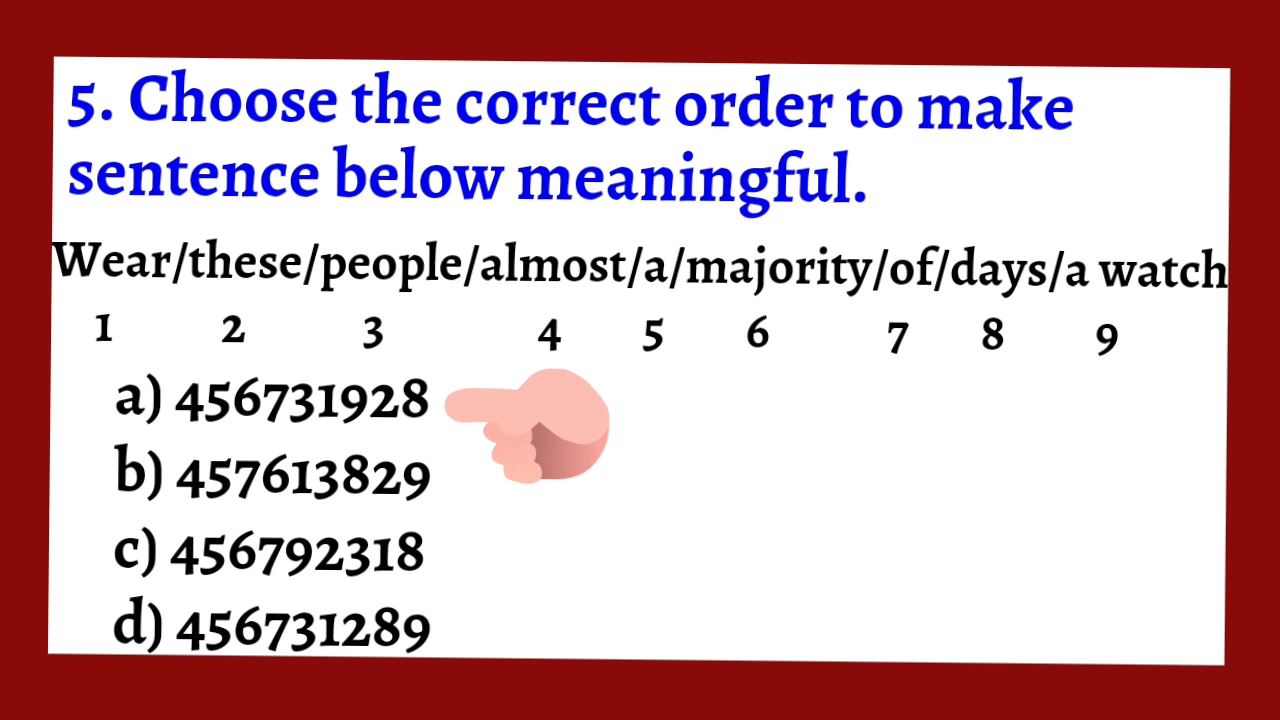 5. Choose the correct order to make
sentence below meaningful.
Wear/these/people/almost/a/majority/of/days/a watch
1 2 3 4 5 6 7 8 9
a) 456731928
b) 457613829
c) 456792318
d) 456731289